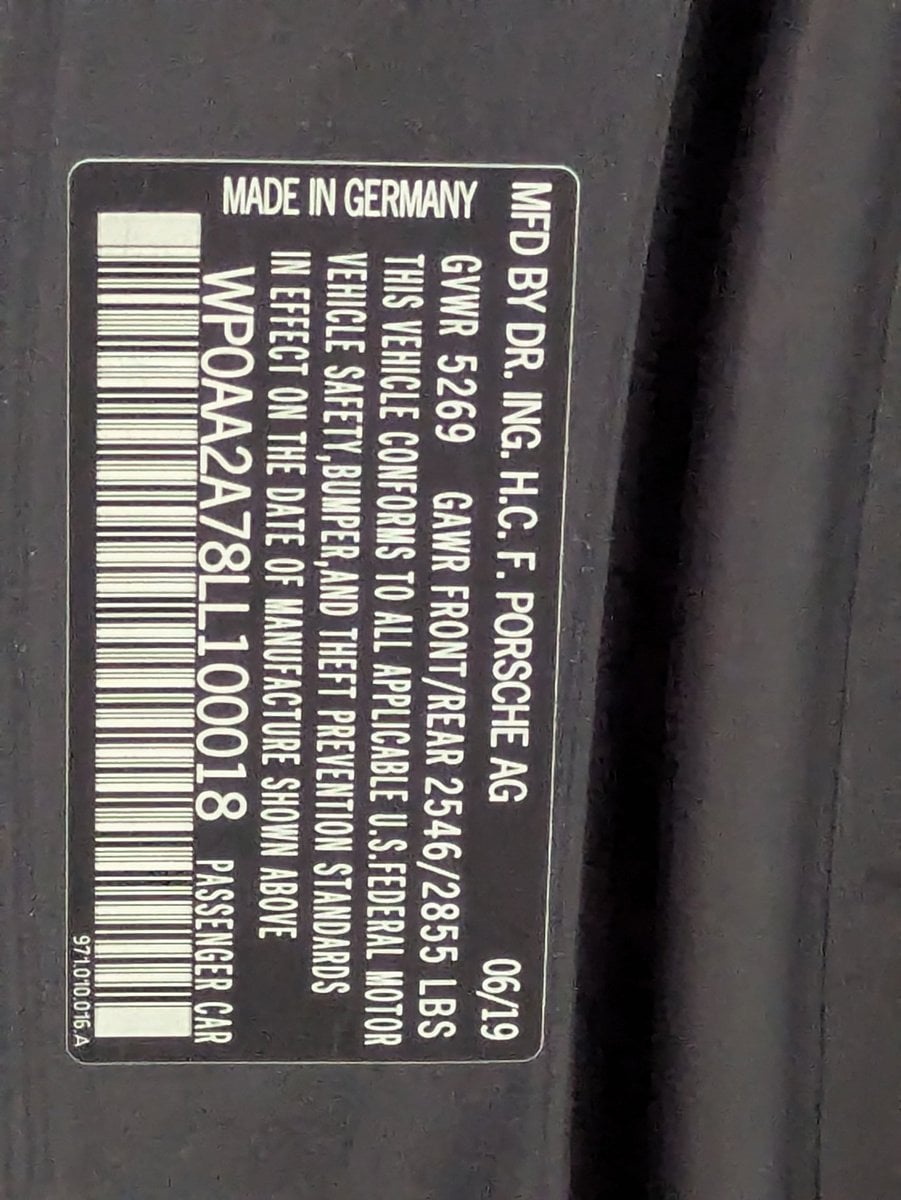 MFD BY DR. ING. H.C. F. PORSCHE AG 06/19
GVWR 5269 GAWR FRONT/REAR 2546/2855 LBS
THIS VEHICLE CONFORMS TO ALL APPLICABLE U.S.FEDERAL MOTOR
VEHICLE SAFETY,BUMPER,AND THEFT PREVENTION STANDARDS
IN EFFECT ON THE DATE OF MANUFACTURE SHOWN ABOVE
MADE IN GERMANY
WP0AA2A78LL100018 PASSENGER CAR
971.010.016.A